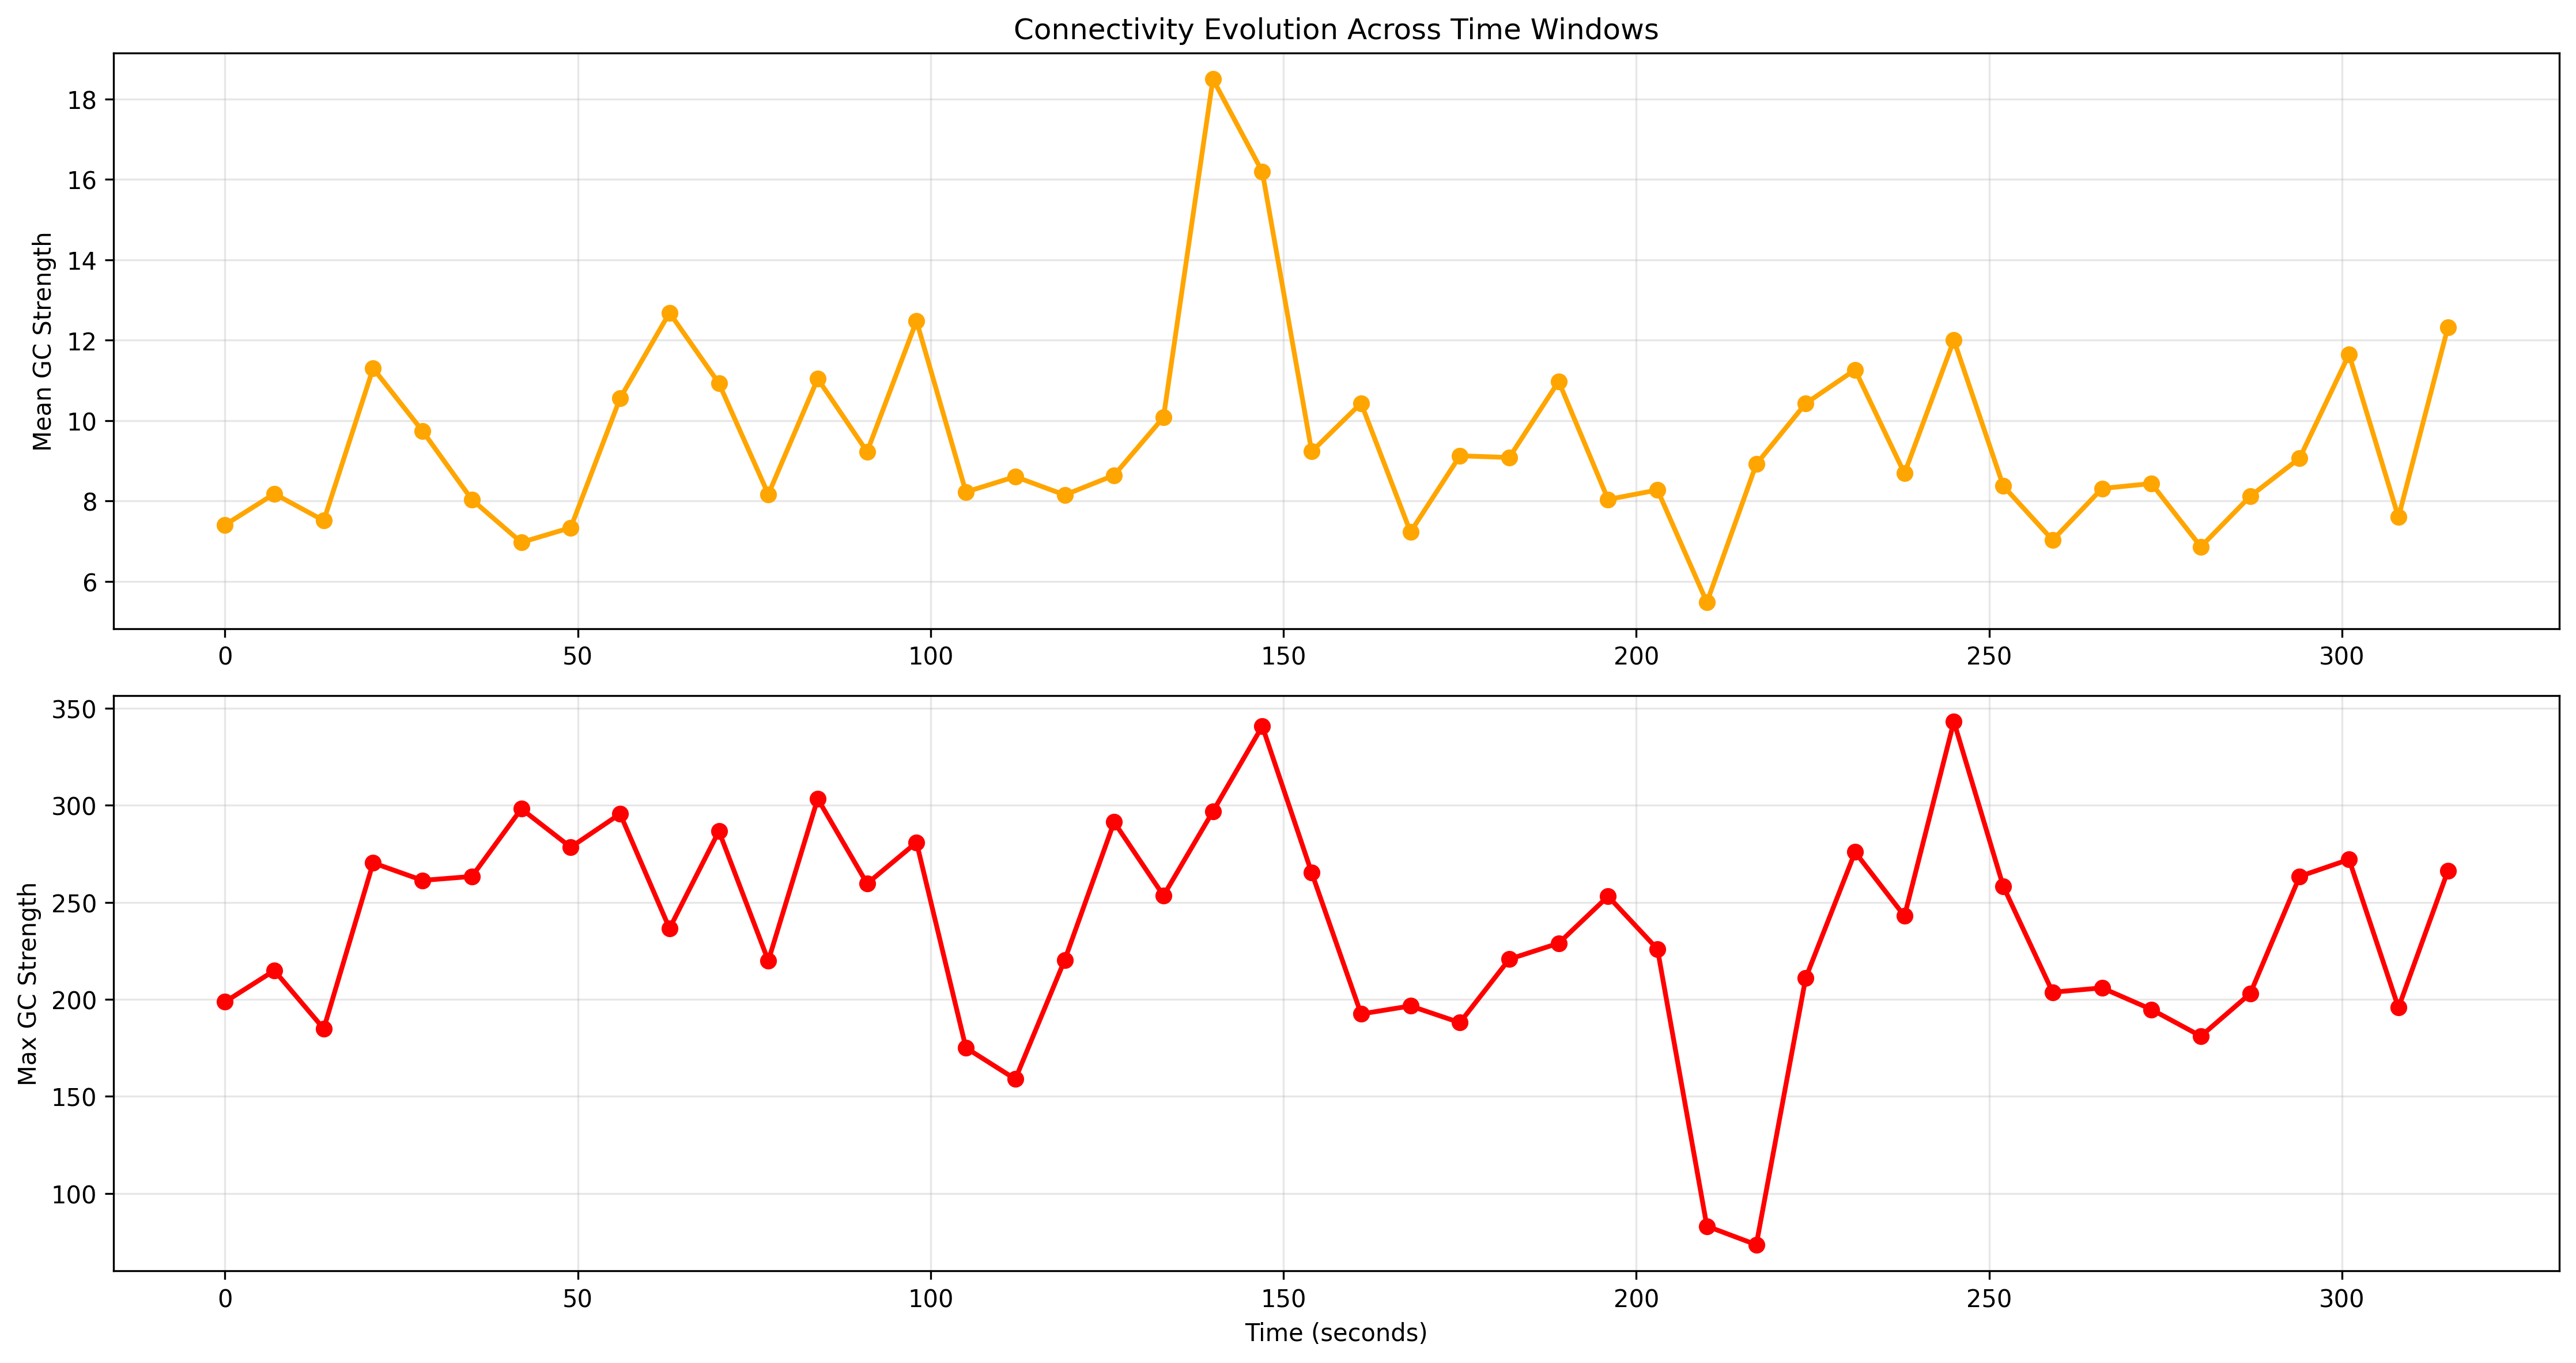 Connectivity Evolution Across Time Windows
Mean GC Strength
18
16
14
12
10
8
6
0 50 100 150 200 250 300
Max GC Strength
350
300
250
200
150
100
0 50 100 150 200 250 300
Time (seconds)